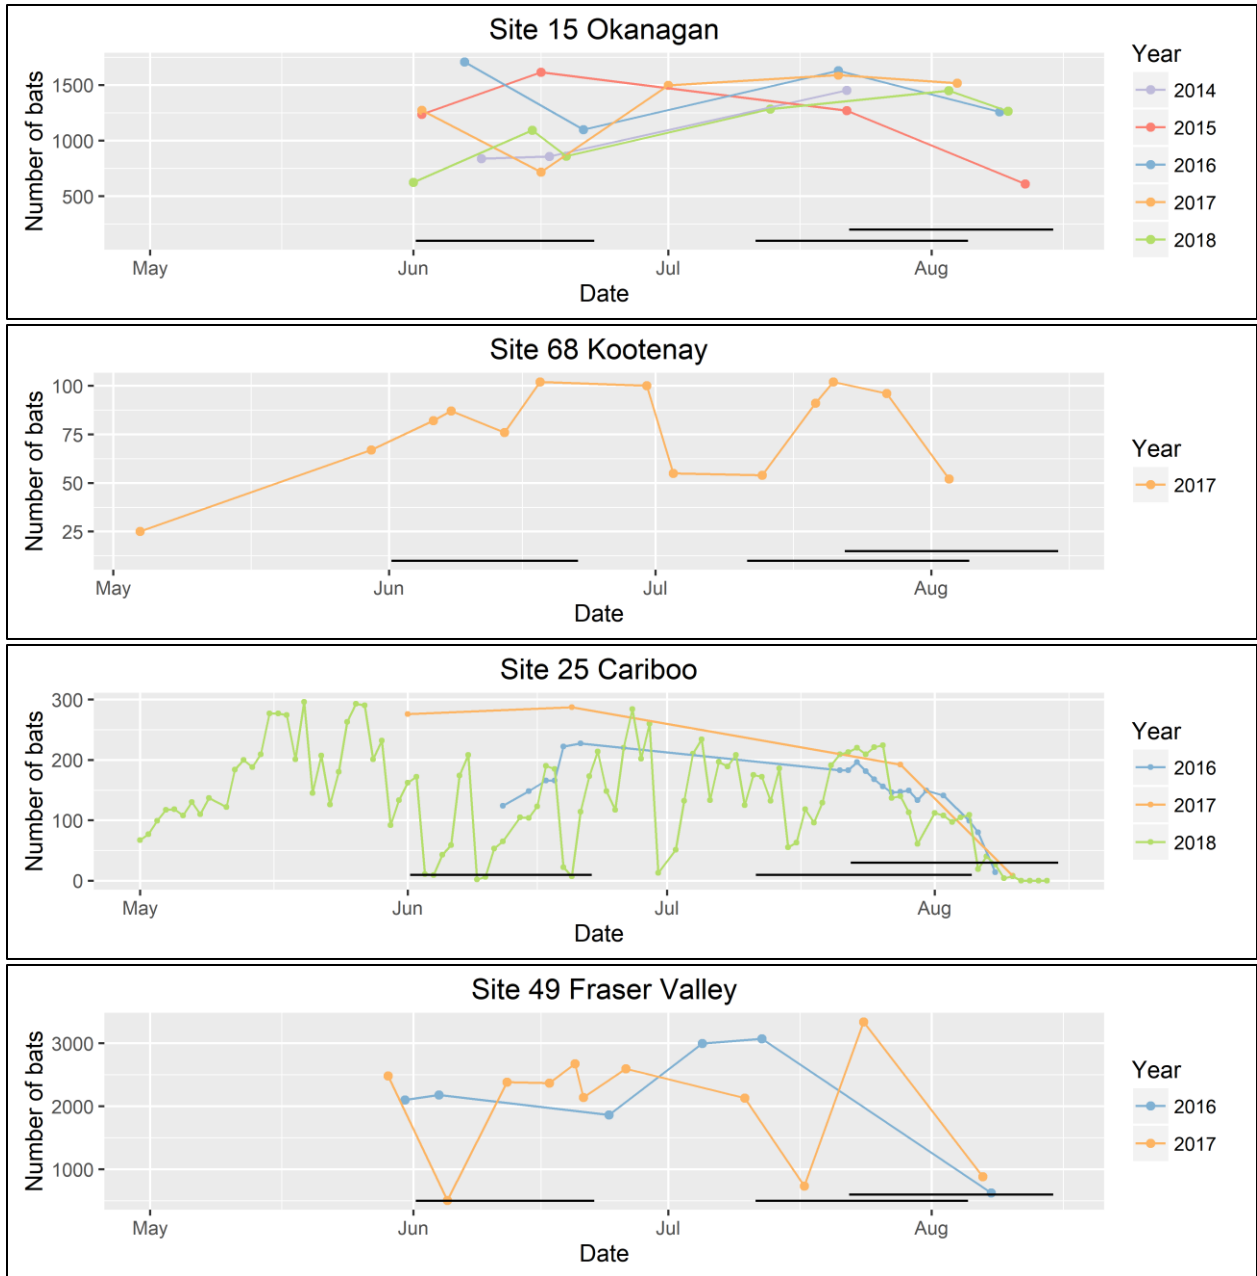 Site 15 Okanagan
Number of bats
1500
1000
500
May
Jun
Jul
Aug
Date
Year
2014
2015
2016
2017
2018
Site 68 Kootenay
Number of bats
100
75
50
25
May
Jun
Jul
Aug
Date
Year
2017
Site 25 Cariboo
Number of bats
300
200
100
0
May
Jun
Jul
Aug
Date
Year
2016
2017
2018
Site 49 Fraser Valley
Number of bats
3000
2000
1000
May
Jun
Jul
Aug
Date
Year
2016
2017